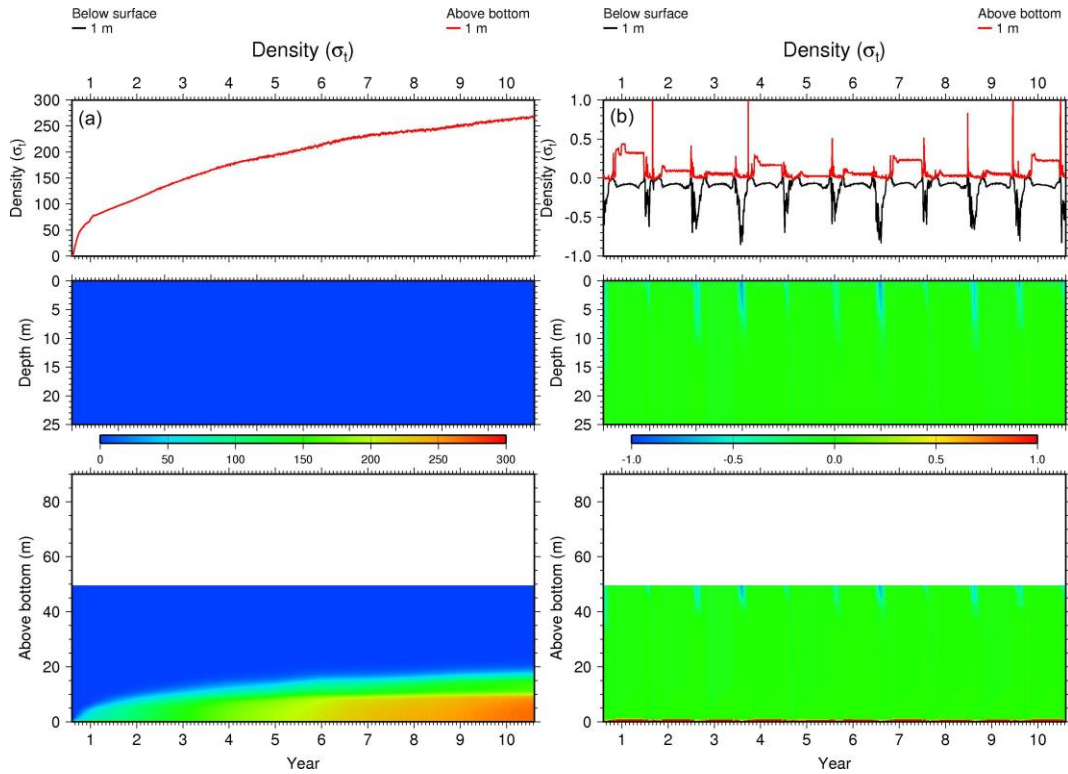 Below surface
1 m
Above bottom
1 m
Density (σt)
1 2 3 4 5 6 7 8 9 10
(a)
Density (σt)
300
250
200
150
100
50
0
Depth (m)
0
5
10
15
20
25
0 50 100 150 200 250 300
Above bottom (m)
80
60
40
20
0
1 2 3 4 5 6 7 8 9 10
Year
Below surface
1 m
Above bottom
1 m
Density (σt)
1 2 3 4 5 6 7 8 9 10
(b)
Density (σt)
1.0
0.5
0.0
-0.5
-1.0
Depth (m)
0
5
10
15
20
25
-1.0 -0.5 0.0 0.5 1.0
Above bottom (m)
80
60
40
20
0
1 2 3 4 5 6 7 8 9 10
Year